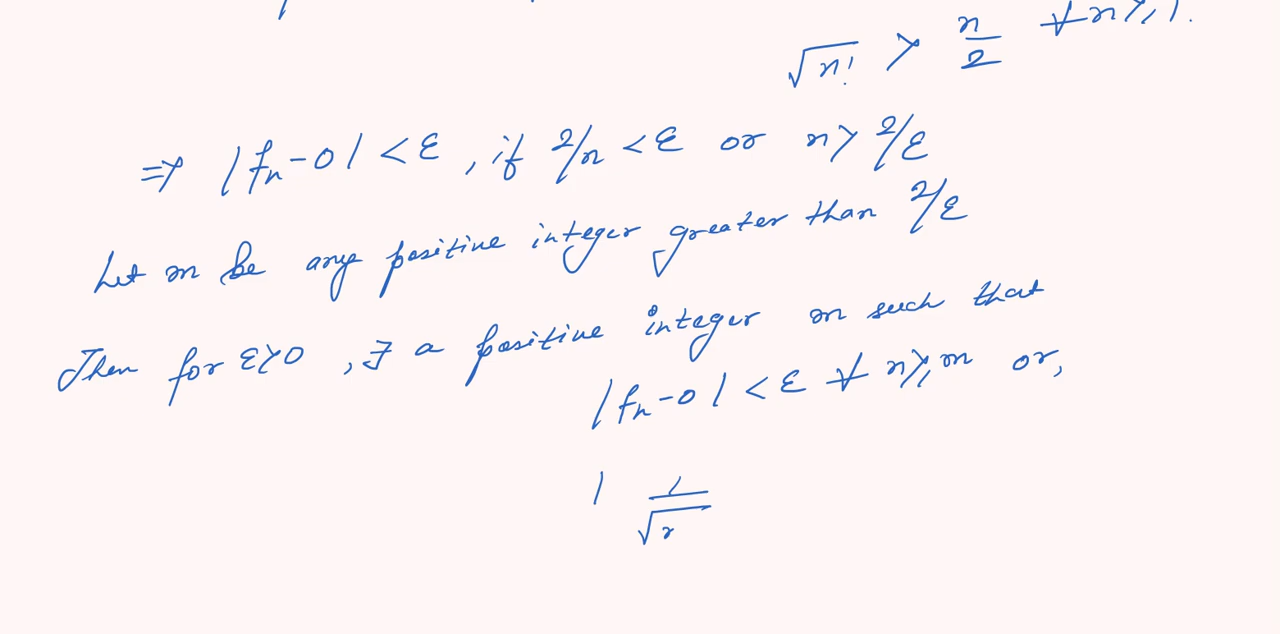 √n! > n/2 ∀ n ≥ 1.
⇒ |fn - 0| < ε, if 2/n < ε or n > 2/ε
Let m be any positive integer greater than 2/ε
Then for ε > 0, ∃ a positive integer m such that
|fn - 0| < ε ∀ n ≥ m or,
| 1/√r